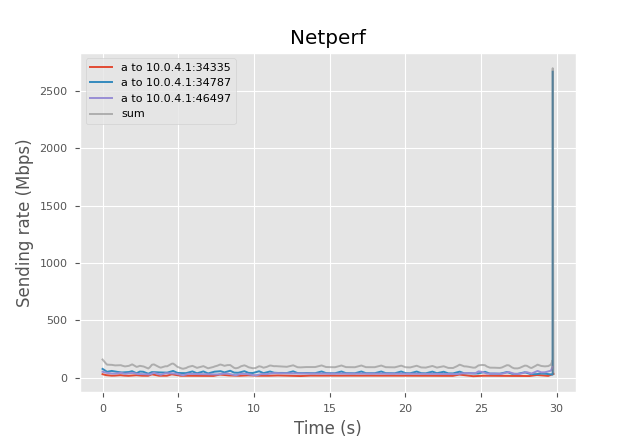 Netperf
a to 10.0.4.1:34335
a to 10.0.4.1:34787
a to 10.0.4.1:46497
sum
Sending rate (Mbps)
2500
2000
1500
1000
500
0
0 5 10 15 20 25 30
Time (s)